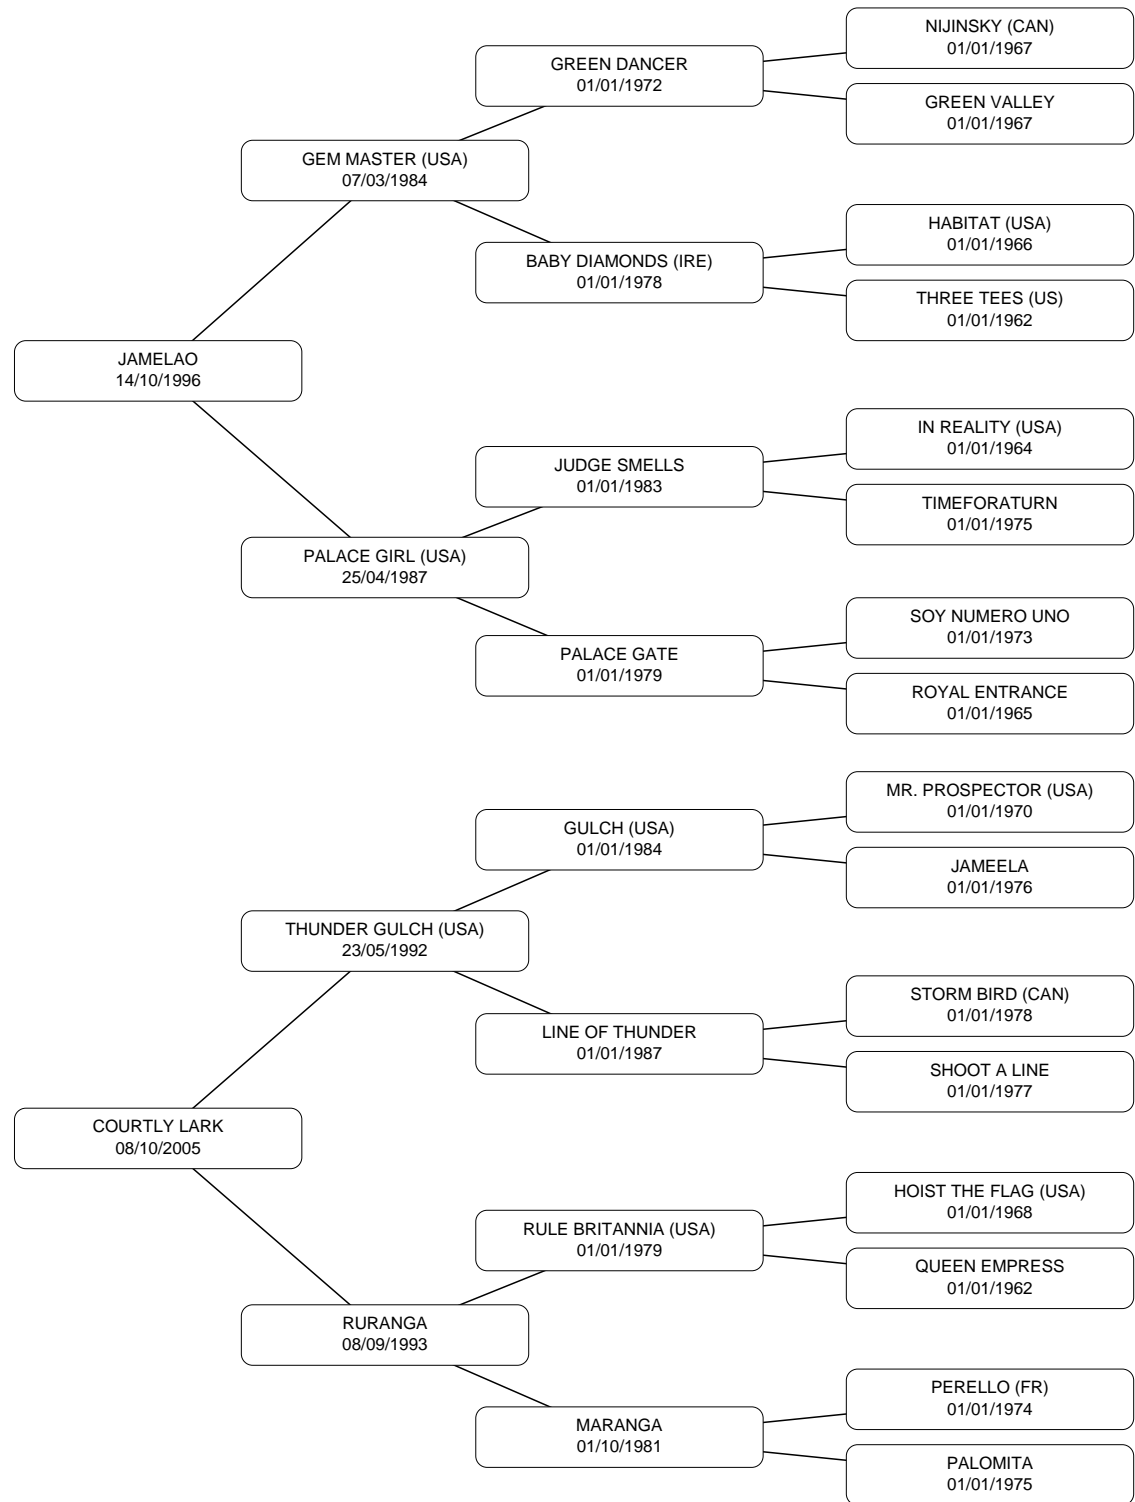 NIJINSKY (CAN)
01/01/1967
GREEN DANCER
01/01/1972
GREEN VALLEY
01/01/1967
GEM MASTER (USA)
07/03/1984
HABITAT (USA)
01/01/1966
BABY DIAMONDS (IRE)
01/01/1978
THREE TEES (US)
01/01/1962
JAMELAO
14/10/1996
IN REALITY (USA)
01/01/1964
JUDGE SMELLS
01/01/1983
TIMEFORATURN
01/01/1975
PALACE GIRL (USA)
25/04/1987
SOY NUMERO UNO
01/01/1973
PALACE GATE
01/01/1979
ROYAL ENTRANCE
01/01/1965
MR. PROSPECTOR (USA)
01/01/1970
GULCH (USA)
01/01/1984
JAMEELA
01/01/1976
THUNDER GULCH (USA)
23/05/1992
STORM BIRD (CAN)
01/01/1978
LINE OF THUNDER
01/01/1987
SHOOT A LINE
01/01/1977
COURTLY LARK
08/10/2005
HOIST THE FLAG (USA)
01/01/1968
RULE BRITANNIA (USA)
01/01/1979
QUEEN EMPRESS
01/01/1962
RURANGA
08/09/1993
PERELLO (FR)
01/01/1974
MARANGA
01/10/1981
PALOMITA
01/01/1975